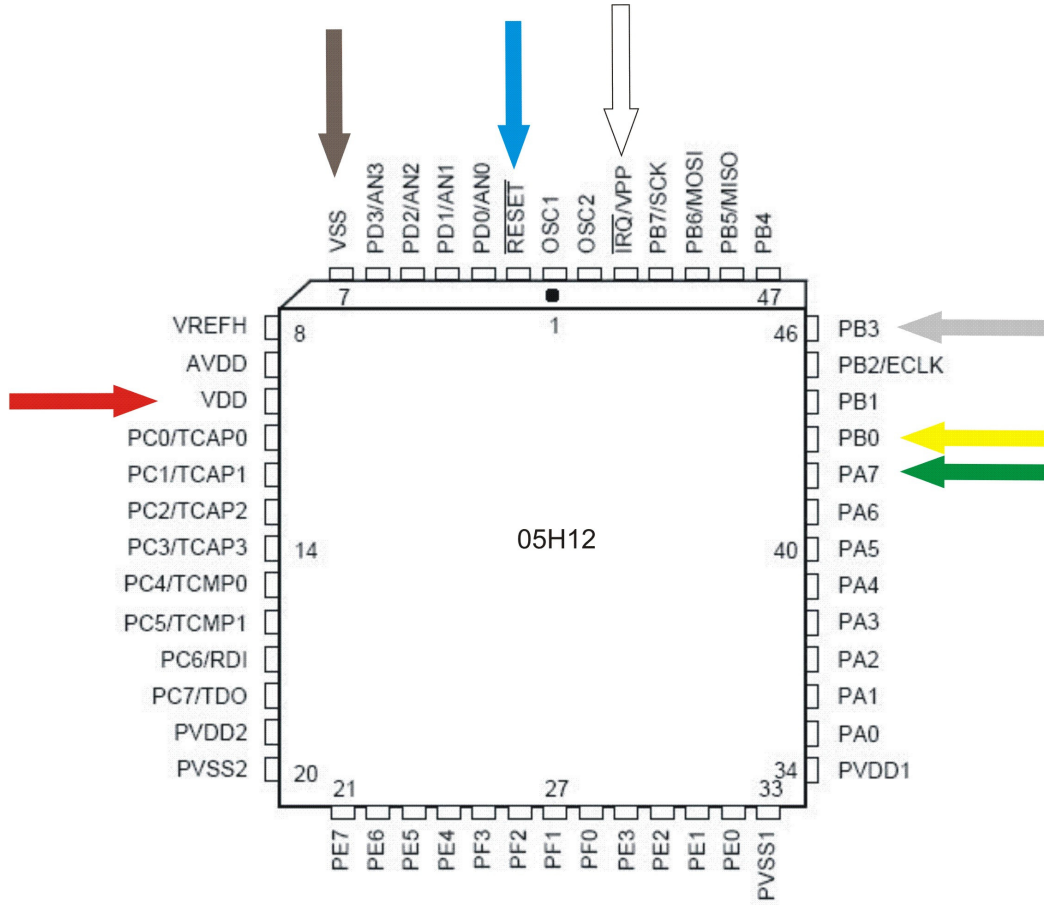 VSS
PD3/AN3
PD2/AN2
PD1/AN1
PD0/AN0
RESET
OSC1
OSC2
IRQ/VPP
PB7/SCK
PB6/MOSI
PB5/MISO
PB4
7
47
1
8
46
VREFH
AVDD
VDD
PC0/TCAP0
PC1/TCAP1
PC2/TCAP2
PC3/TCAP3
PC4/TCMP0
PC5/TCMP1
PC6/RDI
PC7/TDO
PVDD2
PVSS2
14
05H12
40
PB3
PB2/ECLK
PB1
PB0
PA7
PA6
PA5
PA4
PA3
PA2
PA1
PA0
PVDD1
20
21
27
34
33
PE7
PE6
PE5
PE4
PF3
PF2
PF1
PF0
PE3
PE2
PE1
PE0
PVSS1